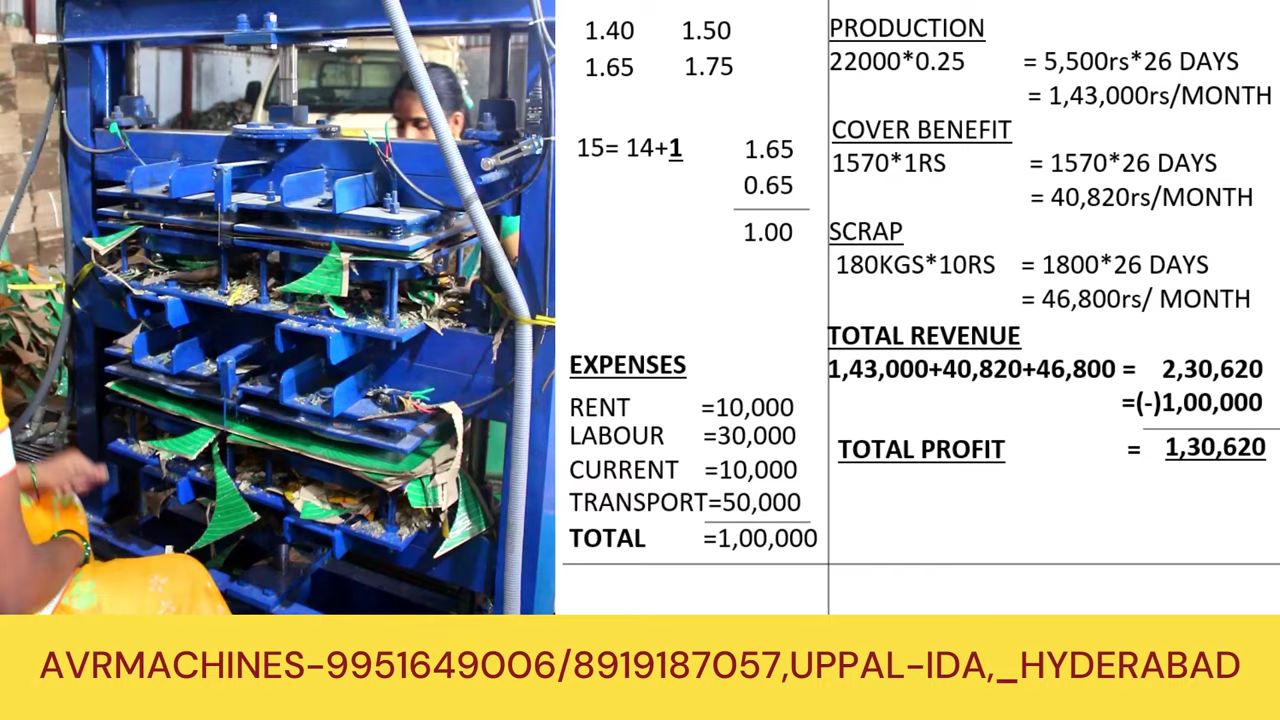 1.40 1.50
1.65 1.75
15= 14+1 1.65
0.65
1.00
EXPENSES
RENT =10,000
LABOUR =30,000
CURRENT =10,000
TRANSPORT=50,000
TOTAL =1,00,000
PRODUCTION
22000*0.25 = 5,500rs*26 DAYS
= 1,43,000rs/MONTH
COVER BENEFIT
1570*1RS = 1570*26 DAYS
= 40,820rs/MONTH
SCRAP
180KGS*10RS = 1800*26 DAYS
= 46,800rs/ MONTH
TOTAL REVENUE
1,43,000+40,820+46,800 = 2,30,620
=(-)1,00,000
TOTAL PROFIT = 1,30,620
AVRMACHINES-9951649006/8919187057,UPPAL-IDA,_HYDERABAD